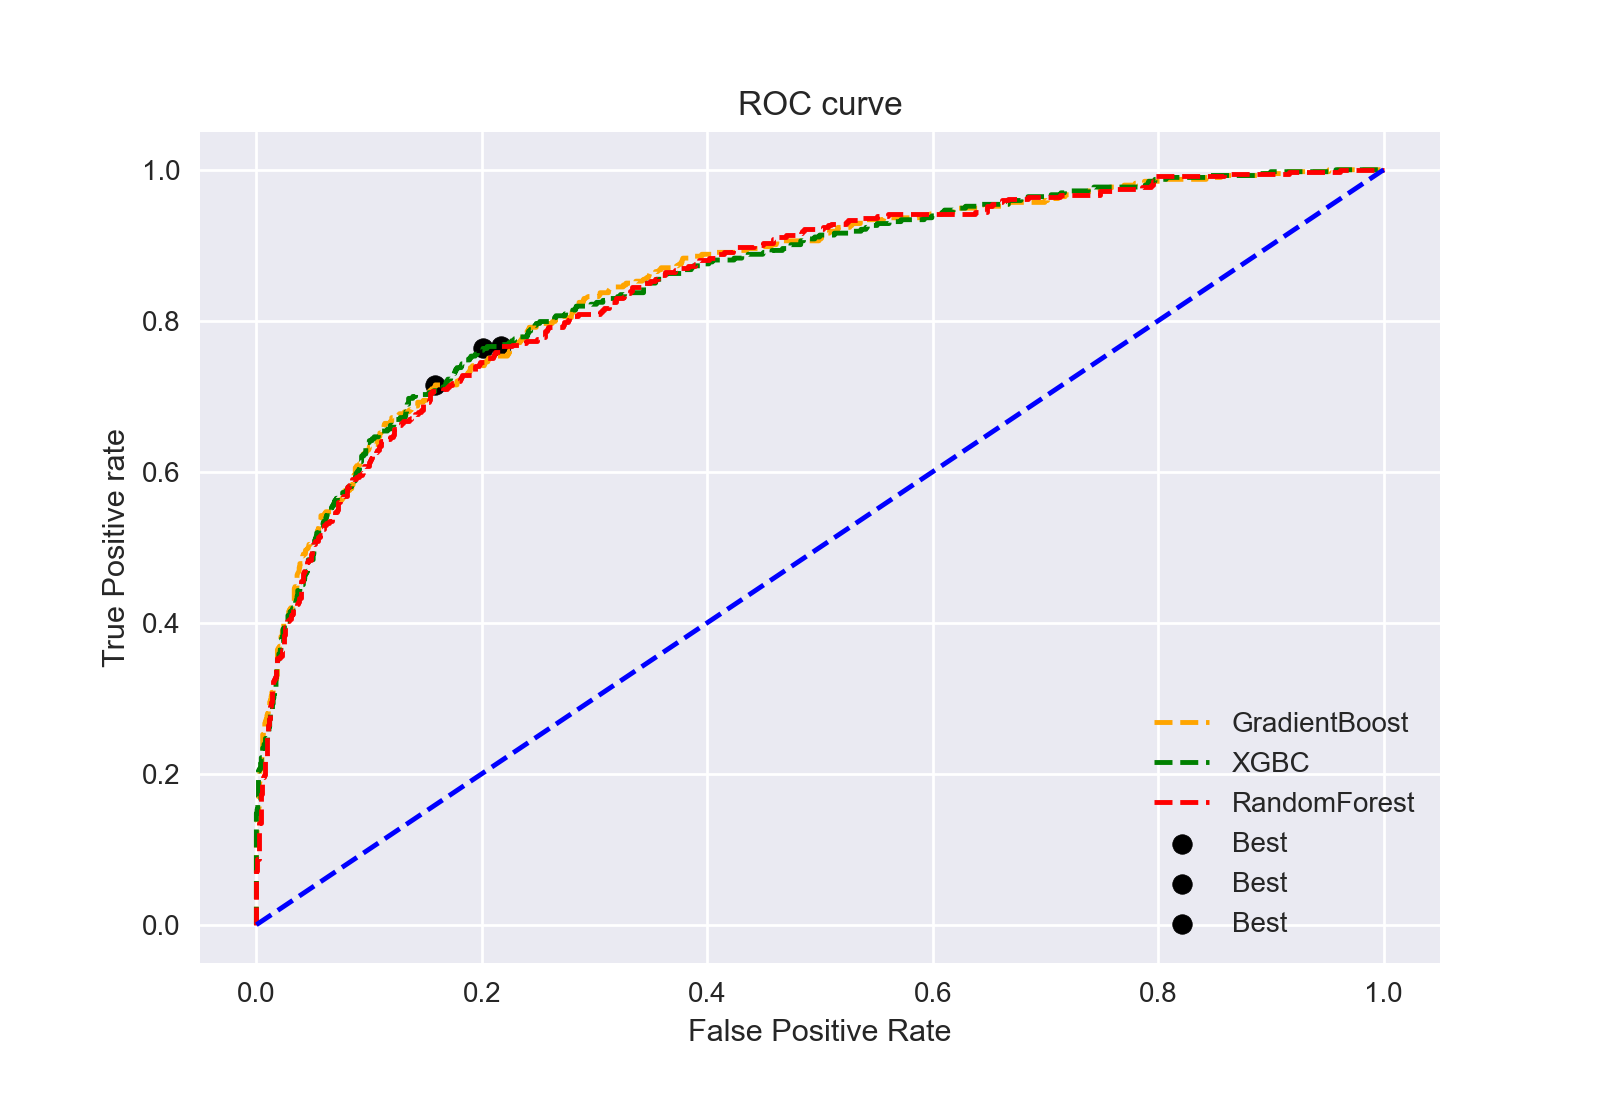 ROC curve
1.0
0.8
0.6
0.4
0.2
0.0
True Positive rate
GradientBoost
XGBC
RandomForest
Best
Best
Best
0.0 0.2 0.4 0.6 0.8 1.0
False Positive Rate